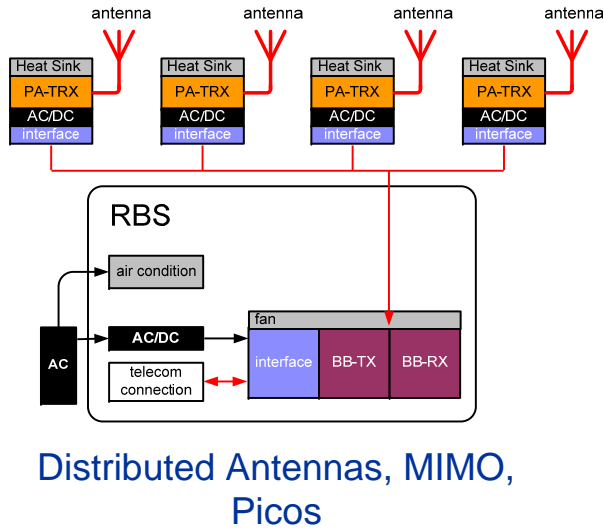 antenna antenna antenna antenna
Heat Sink Heat Sink Heat Sink Heat Sink
PA-TRX PA-TRX PA-TRX PA-TRX
AC/DC AC/DC AC/DC AC/DC
interface interface interface interface
RBS
air condition
fan
AC
AC/DC
interface
BB-TX
BB-RX
telecom
connection
Distributed Antennas, MIMO,
Picos